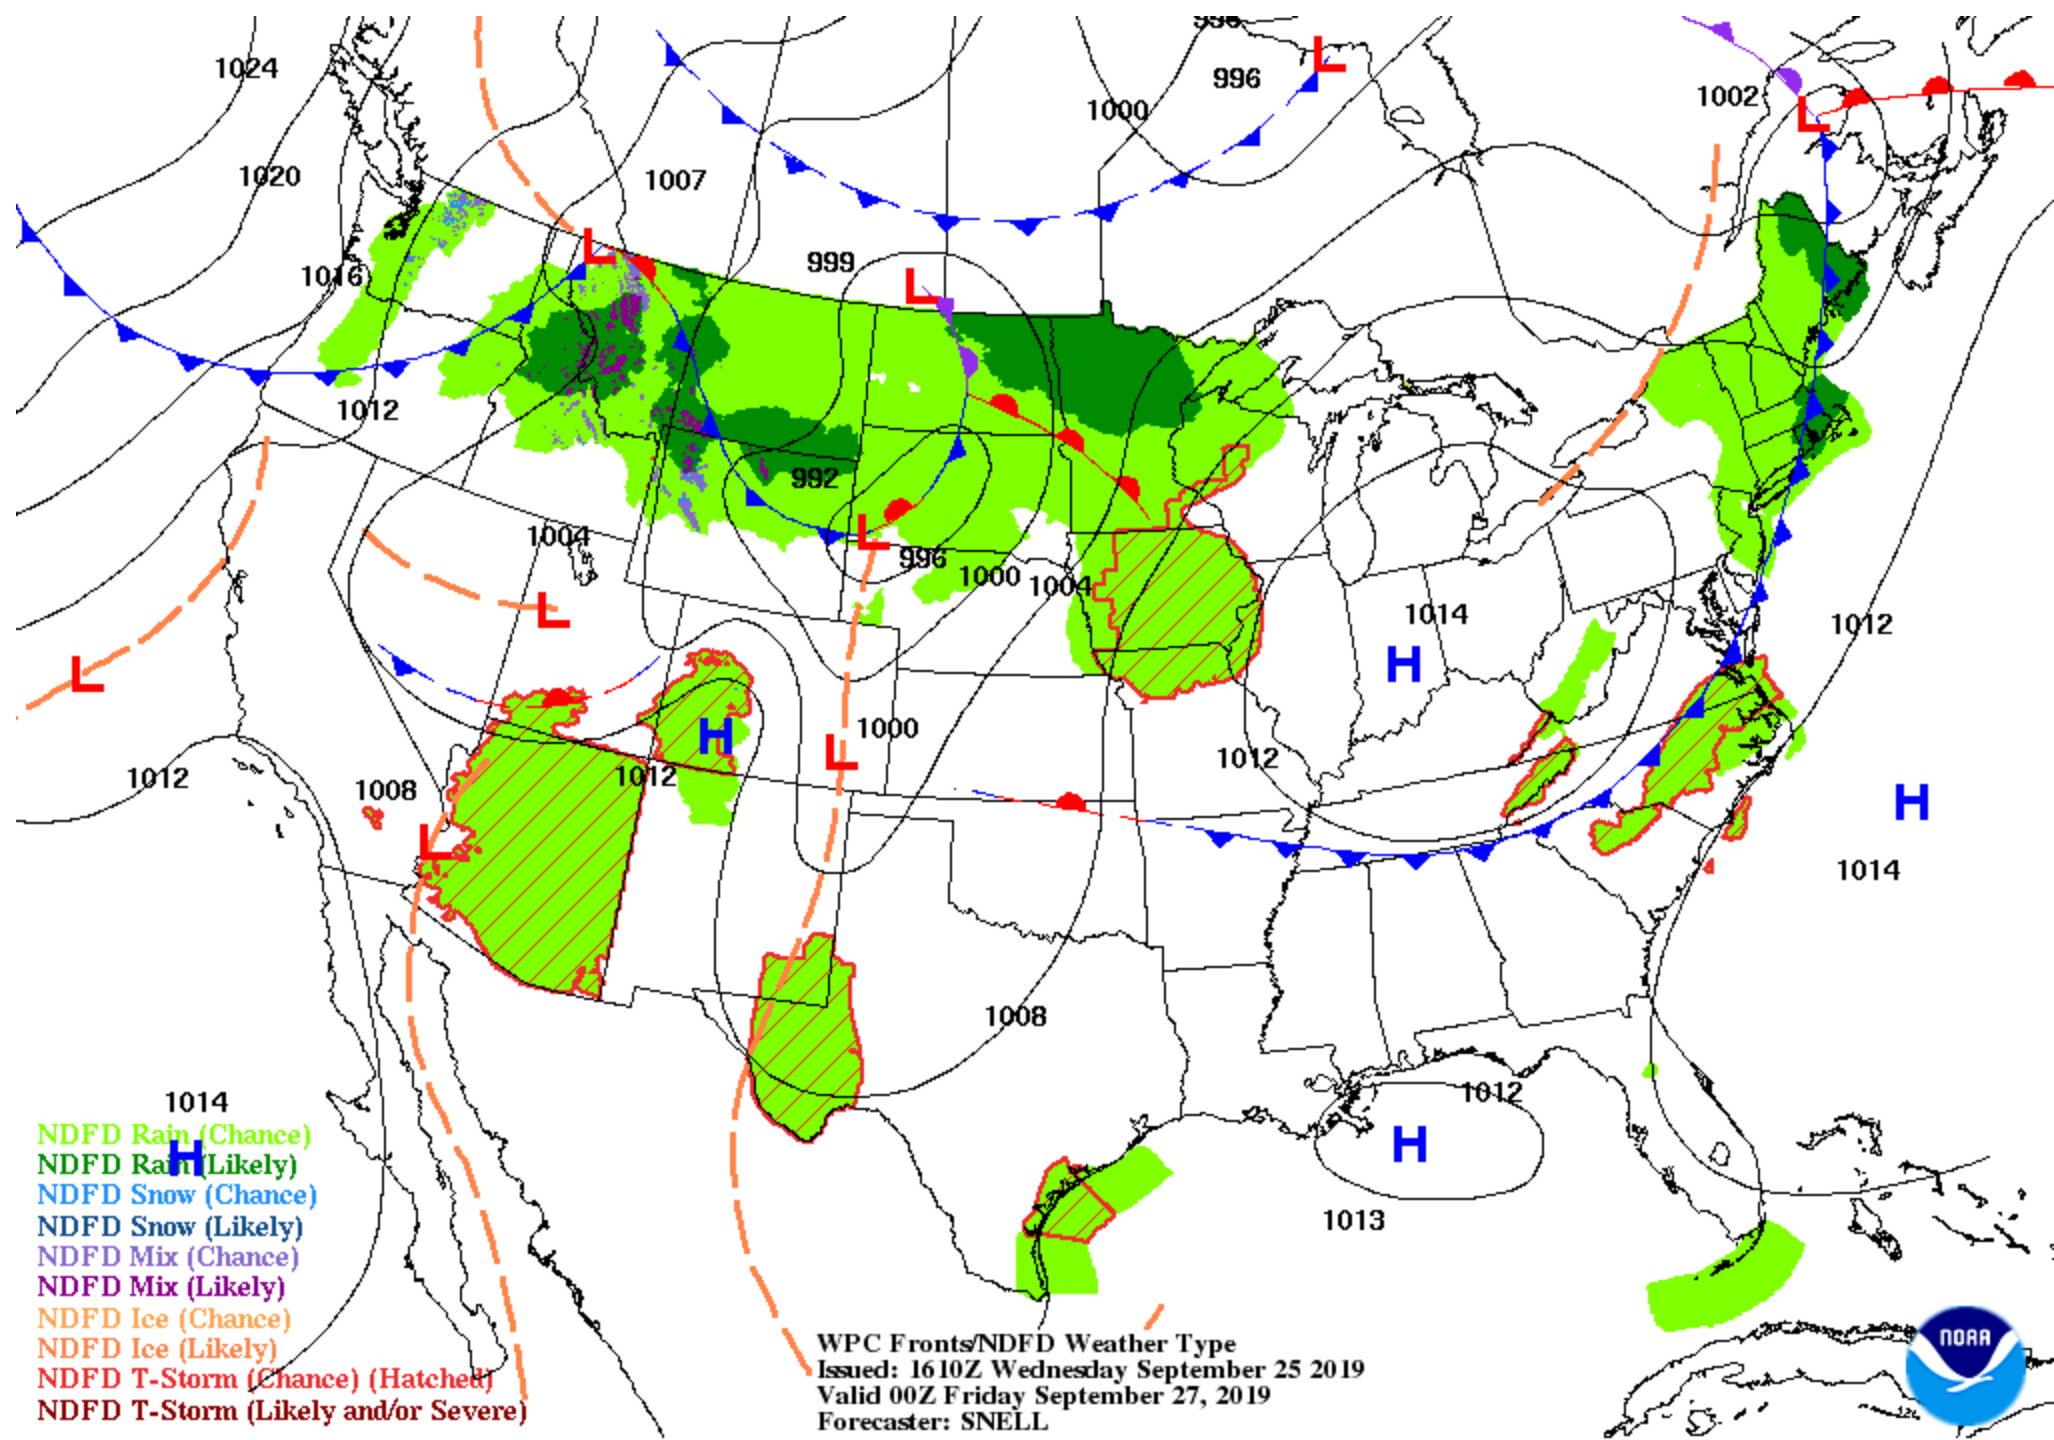 996
996
1024
1000
1002
1020
1007
999
1016
1012
992
1004
996
1000
1004
1014
1012
1000
1012
1012
1008
1012
1014
1008
1012
1013
1014
L
L
L
L
L
L
L
L
L
H
H
H
H
H
NDFD Rain (Chance)
NDFD Rain (Likely)
NDFD Snow (Chance)
NDFD Snow (Likely)
NDFD Mix (Chance)
NDFD Mix (Likely)
NDFD Ice (Chance)
NDFD Ice (Likely)
NDFD T-Storm (Chance) (Hatched)
NDFD T-Storm (Likely and/or Severe)
WPC Fronts/NDFD Weather Type
Issued: 1610Z Wednesday September 25 2019
Valid 00Z Friday September 27, 2019
Forecaster: SNELL
NOAA